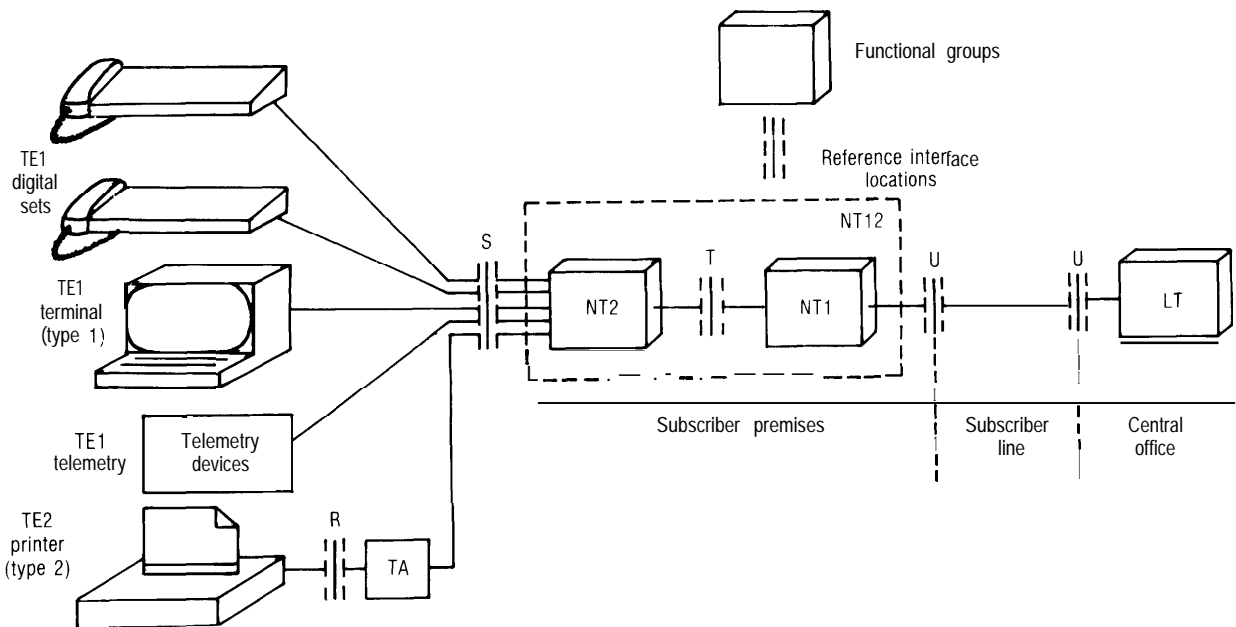 Functional groups
Reference interface
locations
TE1
digital
sets
NT12
S
T
U
U
NT2
NT1
LT
TE1
terminal
(type 1)
Subscriber premises
Subscriber
line
Central
office
TE1
telemetry
Telemetry
devices
TE2
printer
(type 2)
R
TA